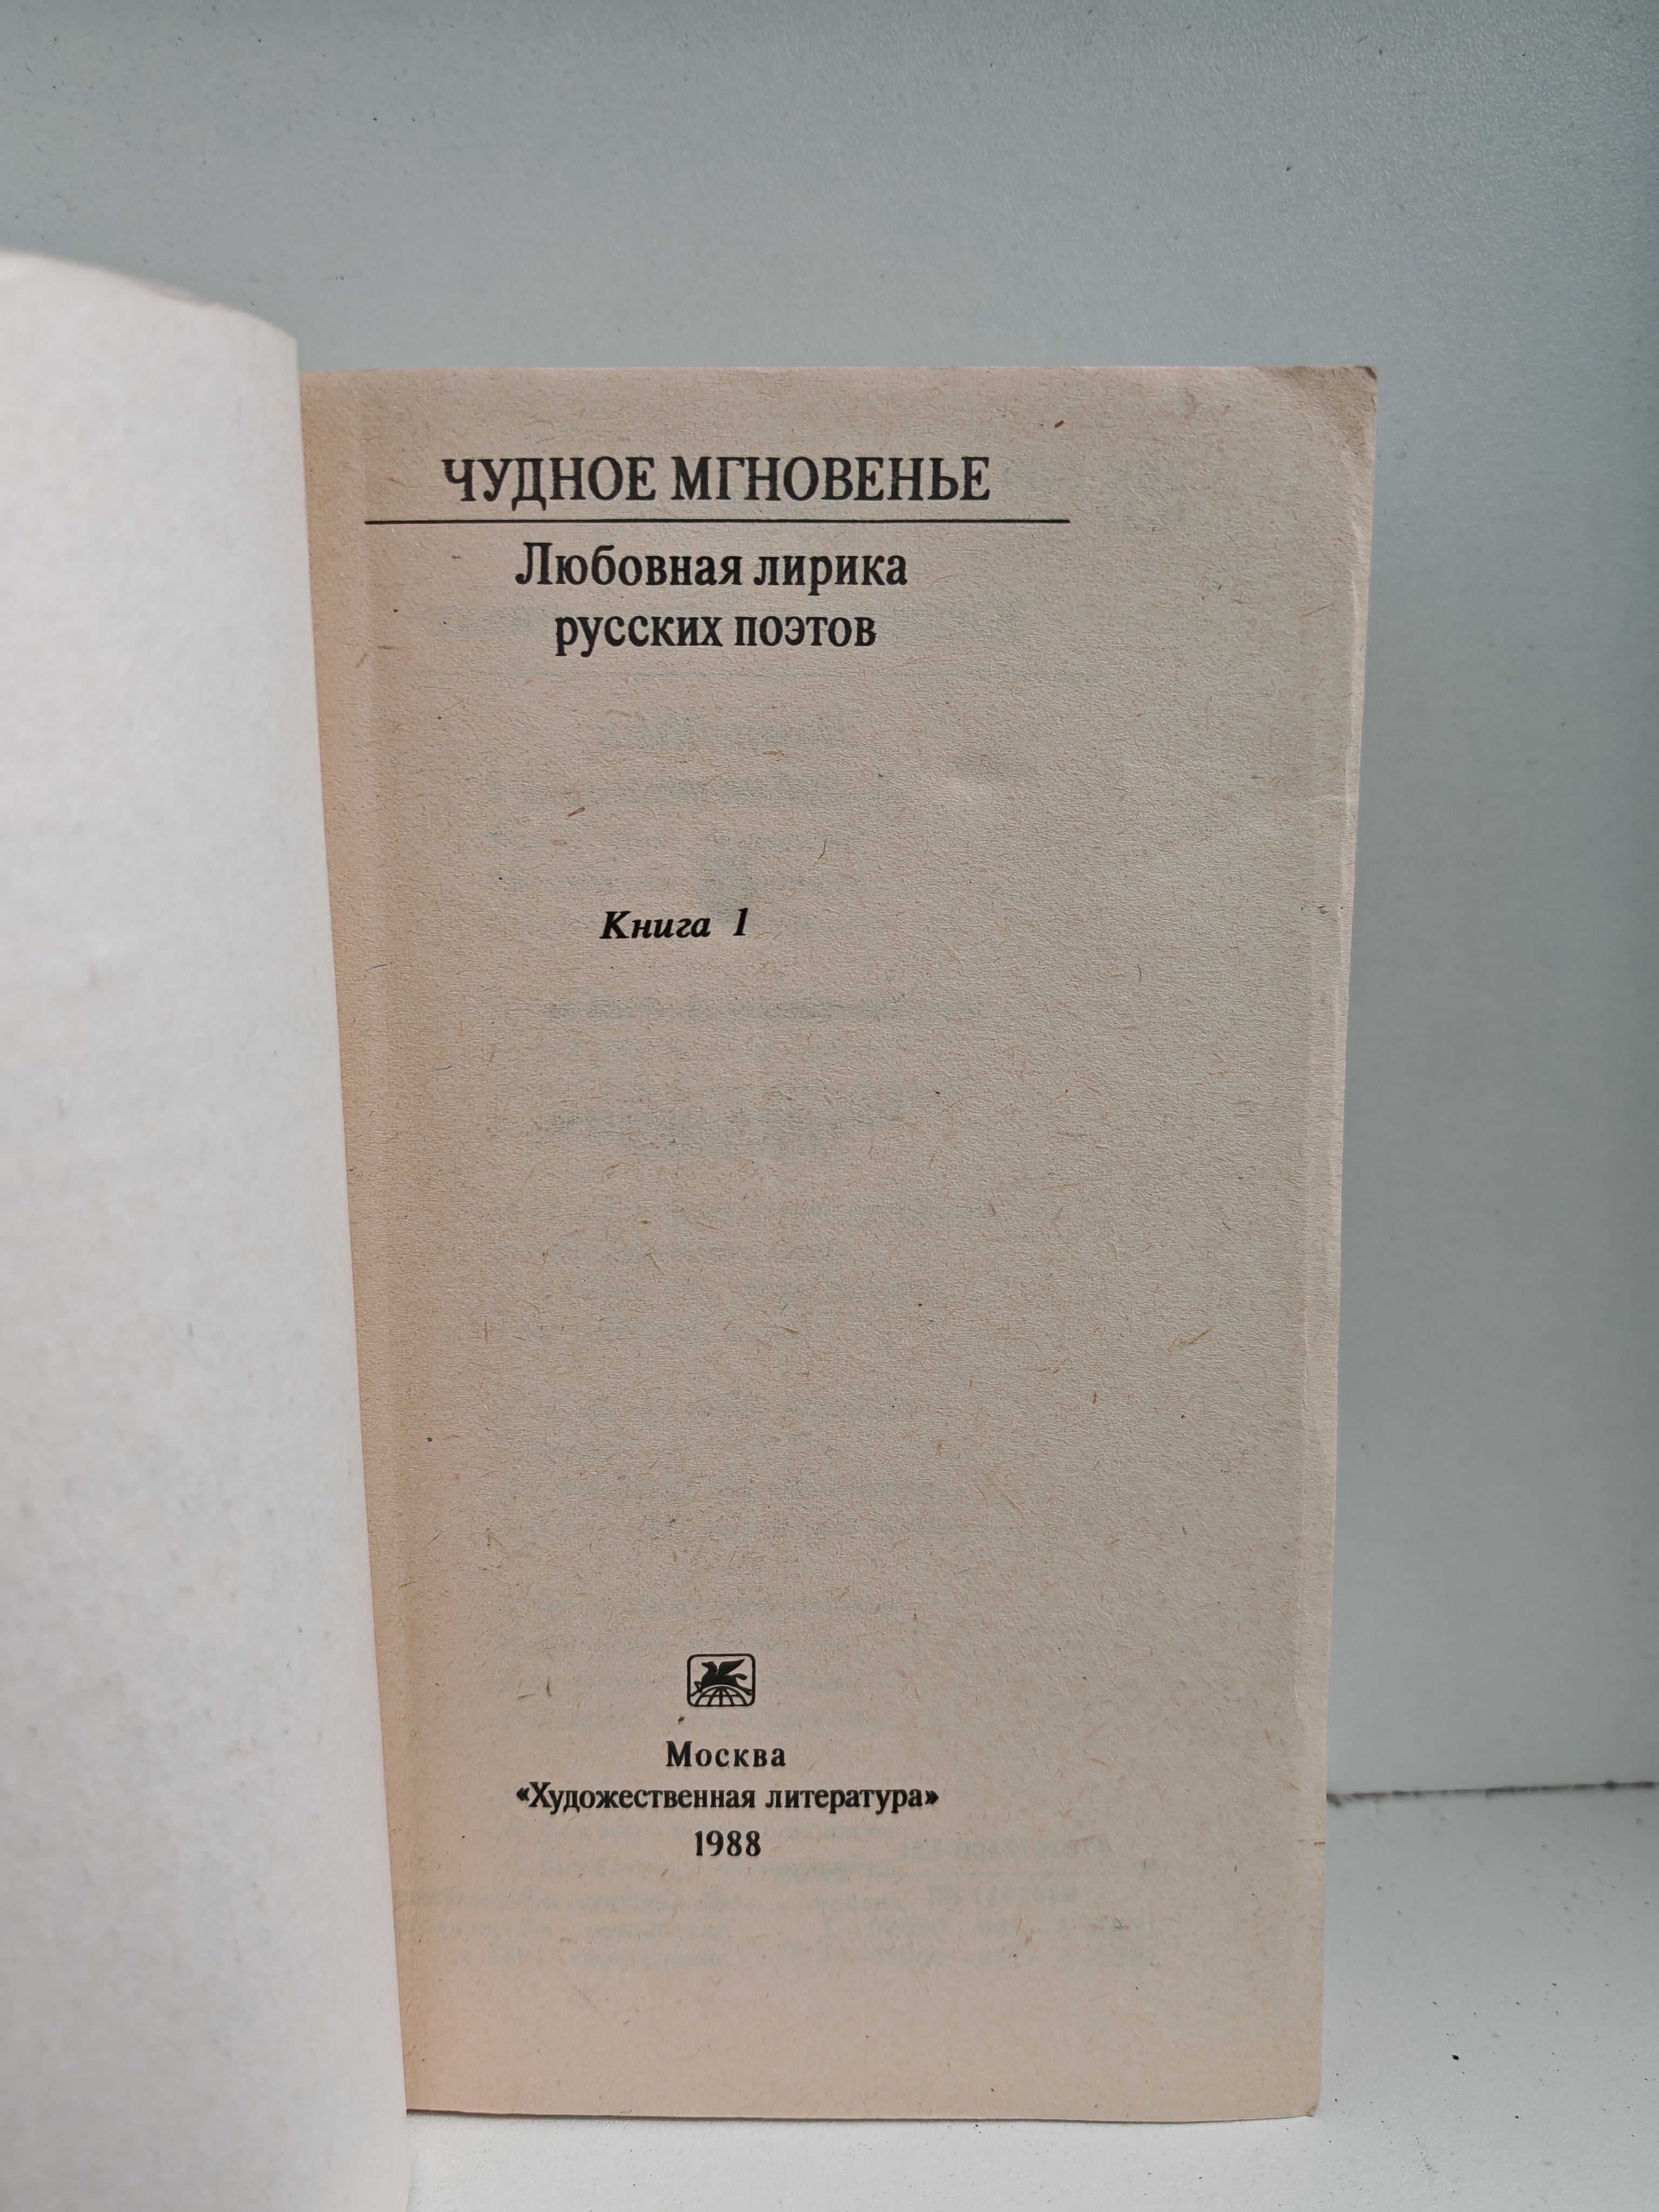 ЧУДНОЕ МГНОВЕНЬЕ
Любовная лирика
русских поэтов
Книга 1
Москва
«Художественная литература»
1988